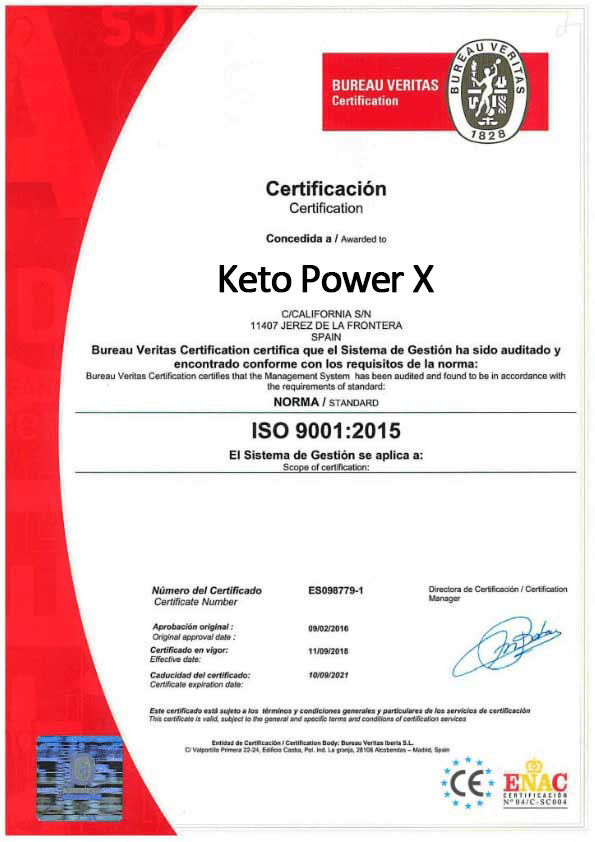 BUREAU VERITAS
Certification
BUREAU VERITAS
1828
Certificación
Certification
Concedida a / Awarded to
Keto Power X
C/CALIFORNIA S/N
11407 JEREZ DE LA FRONTERA
SPAIN
Bureau Veritas Certification certifica que el Sistema de Gestión ha sido auditado y
encontrado conforme con los requisitos de la norma:
Bureau Veritas Certification certifies that the Management System has been audited and found to be in accordance with
the requirements of standard:
NORMA / STANDARD
ISO 9001:2015
El Sistema de Gestión se aplica a:
Scope of certification:
Número del Certificado ES098779-1 Directora de Certificación / Certification
Certificate Number Manager
Aprobación original : 09/02/2016
Original approval date :
Certificado en vigor: 11/09/2018
Effective date:
Caducidad del certificado: 10/09/2021
Certificate expiration date:
Este certificado está sujeto a los términos y condiciones generales y particulares de los servicios de certificación
This certificate is valid, subject to the general and specific terms and conditions of certification services
Entidad de Certificación / Certification Body: Bureau Veritas Iberia S.L.
C/ Valportillo Primera 22-24, Edificio Caoba, Pol. Ind. La granja, 28108 Alcobendas – Madrid, Spain
CE
ENAC
CERTIFICACIÓN
Nº 04/C-SC004